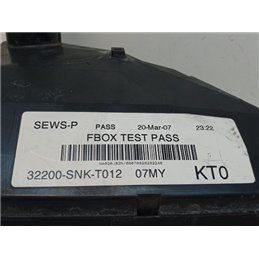 SEWS-P PASS 20-Mar-07 23:22
FBOX TEST PASS
32200-SNK-T012 07MY KT0